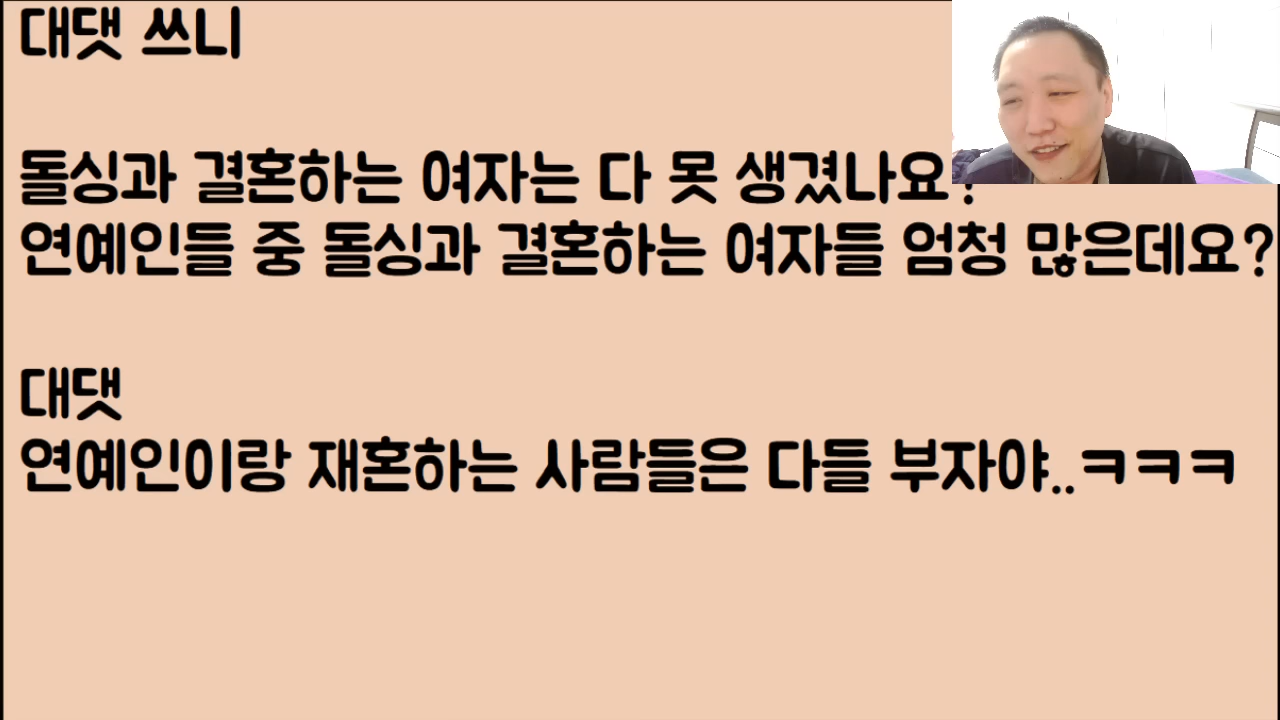 대댓 쓰니
돌싱과 결혼하는 여자는 다 못 생겼나요?
연예인들 중 돌싱과 결혼하는 여자들 엄청 많은데요?
대댓
연예인이랑 재혼하는 사람들은 다들 부자야..ㅋㅋㅋ